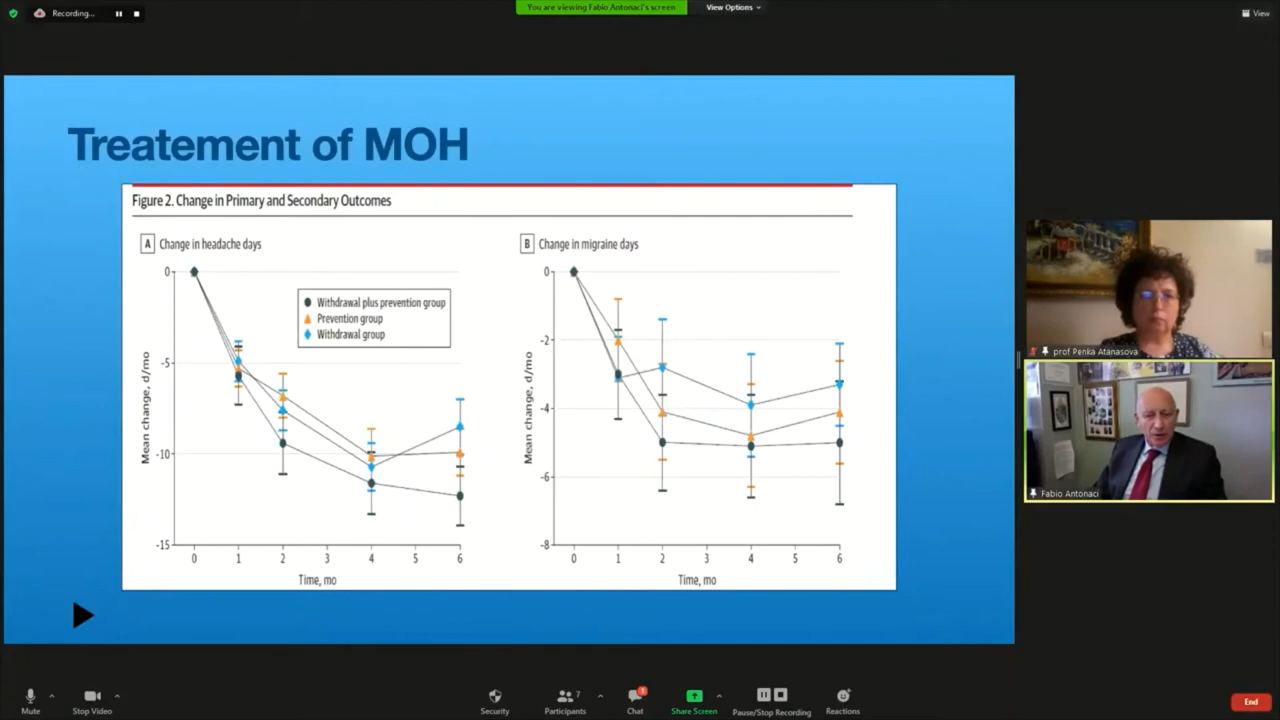 Recording...
You are viewing Fabio Antonaci's screen
View Options
View
Treatement of MOH
Figure 2. Change in Primary and Secondary Outcomes
A Change in headache days
0
-5
-10
-15
Mean change, d/mo
Withdrawal plus prevention group
Prevention group
Withdrawal group
0 1 2 3 4 5 6
Time, mo
B Change in migraine days
0
-2
-4
-6
-8
Mean change, d/mo
0 1 2 3 4 5 6
Time, mo
prof Penka Atanasova
Fabio Antonaci
Mute
Stop Video
Security
Participants
7
Chat
Share Screen
Pause/Stop Recording
Reactions
End